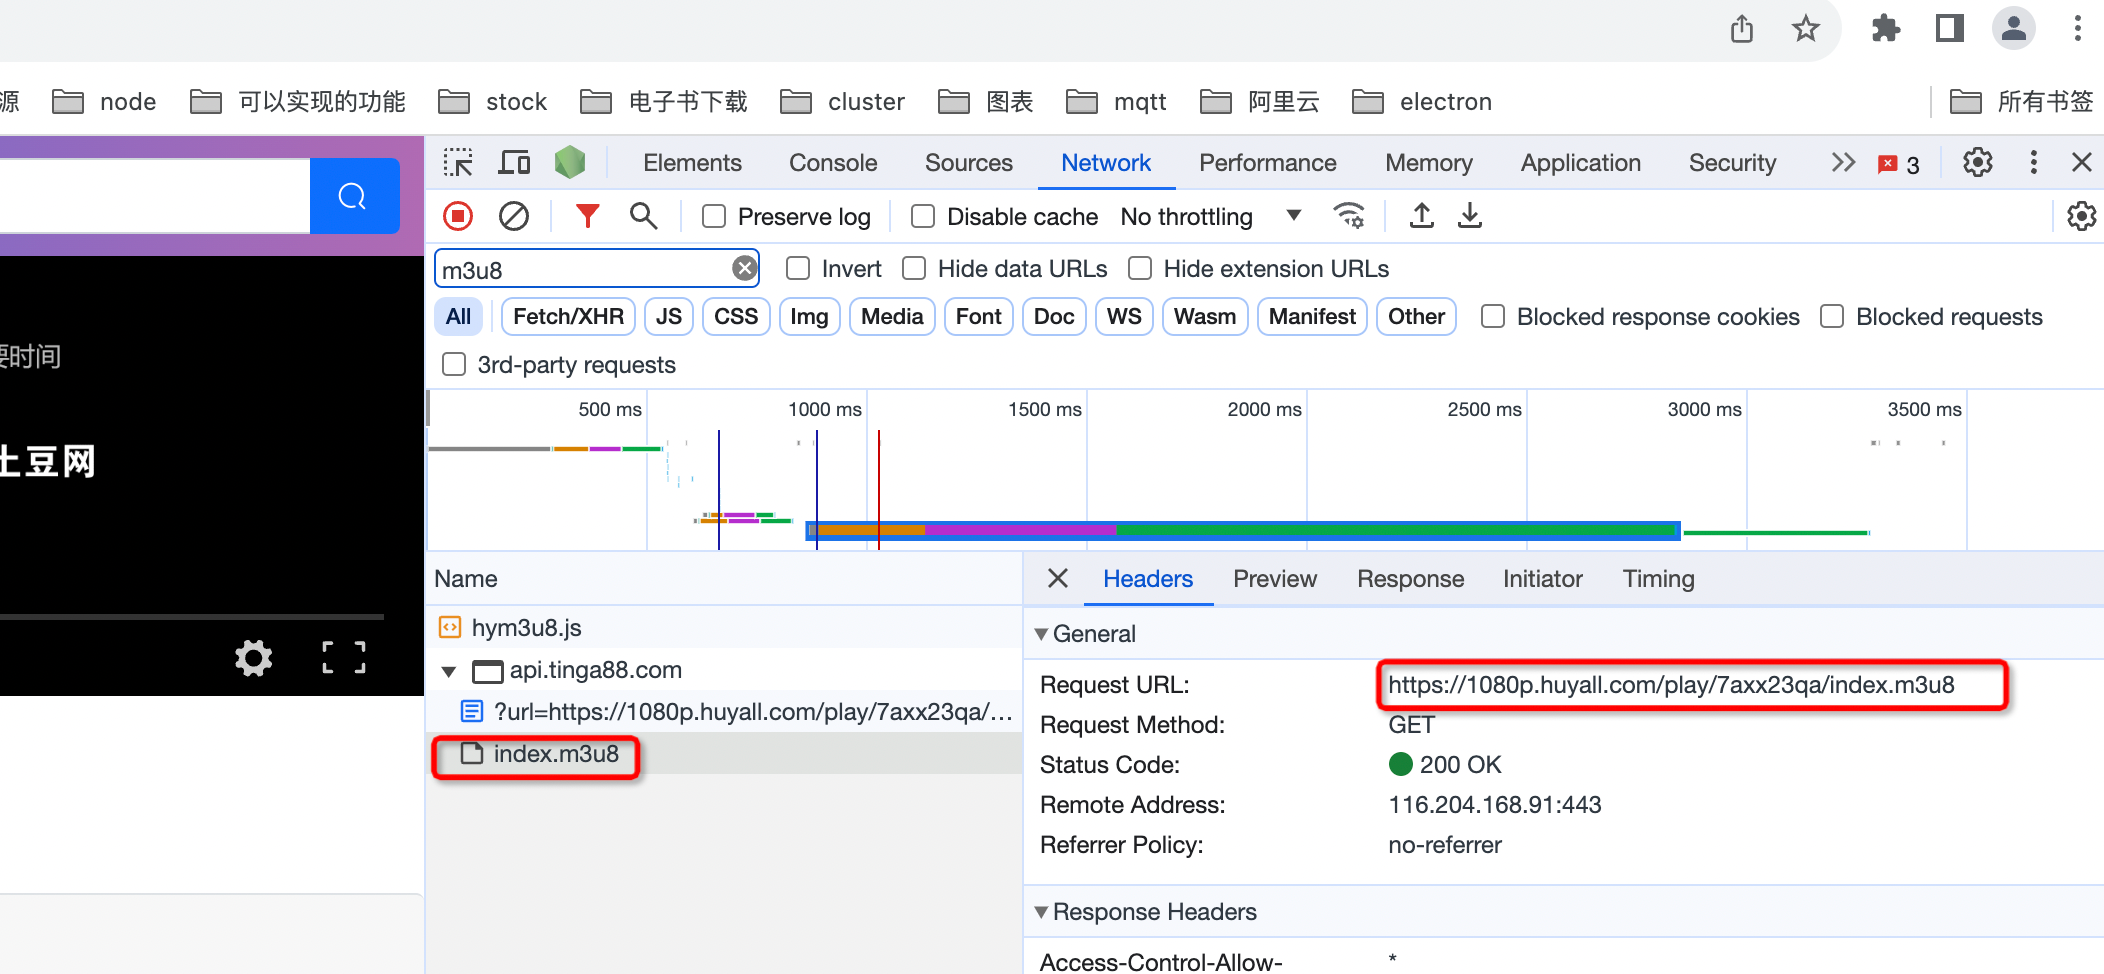 源 node 可以实现的功能 stock 电子书下载 cluster 图表 mqtt 阿里云 electron 所有书签
Elements Console Sources Network Performance Memory Application Security 3
Preserve log Disable cache No throttling
m3u8 Invert Hide data URLs Hide extension URLs
All Fetch/XHR JS CSS Img Media Font Doc WS Wasm Manifest Other Blocked response cookies Blocked requests
3rd-party requests
要时间
土豆网
500 ms 1000 ms 1500 ms 2000 ms 2500 ms 3000 ms 3500 ms
Name
hym3u8.js
api.tinga88.com
?url=https://1080p.huyall.com/play/7axx23qa/…
index.m3u8
Headers Preview Response Initiator Timing
General
Request URL: https://1080p.huyall.com/play/7axx23qa/index.m3u8
Request Method: GET
Status Code: 200 OK
Remote Address: 116.204.168.91:443
Referrer Policy: no-referrer
Response Headers
Access-Control-Allow- *